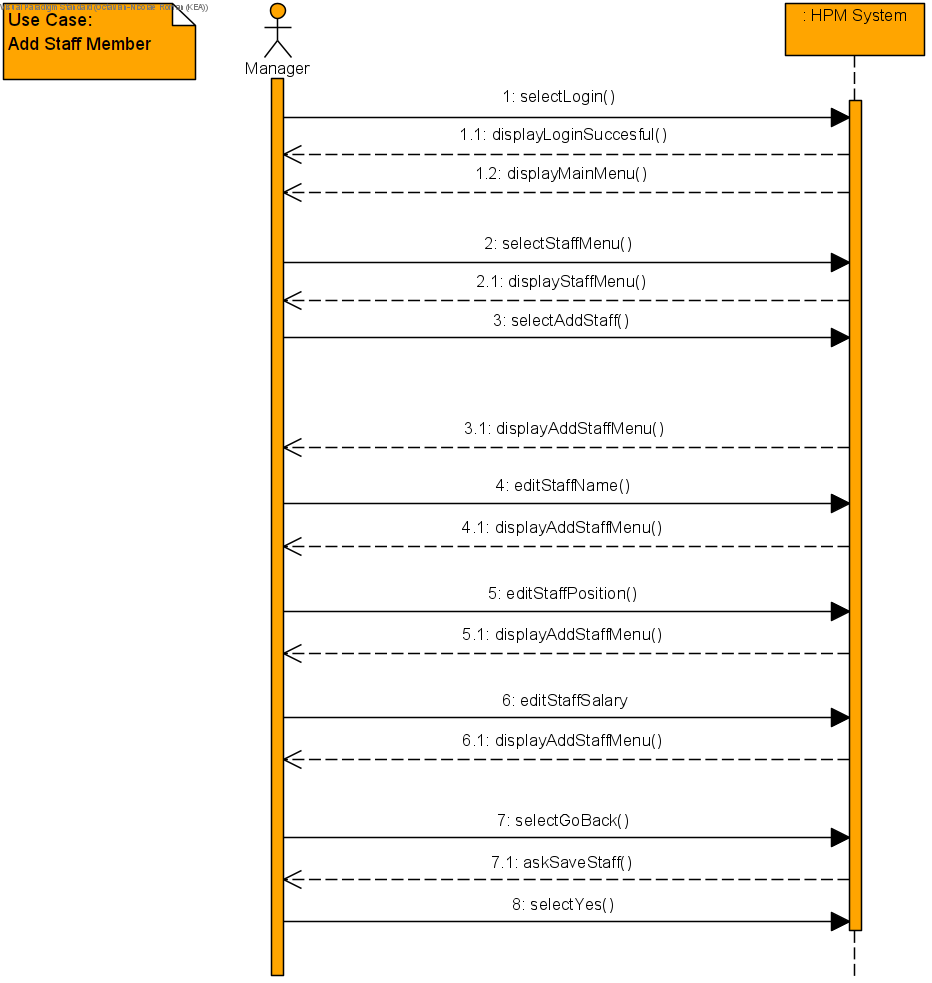 Use Case:
Add Staff Member
Manager
: HPM System
1: selectLogin()
1.1: displayLoginSuccesful()
1.2: displayMainMenu()
2: selectStaffMenu()
2.1: displayStaffMenu()
3: selectAddStaff()
3.1: displayAddStaffMenu()
4: editStaffName()
4.1: displayAddStaffMenu()
5: editStaffPosition()
5.1: displayAddStaffMenu()
6: editStaffSalary
6.1: displayAddStaffMenu()
7: selectGoBack()
7.1: askSaveStaff()
8: selectYes()